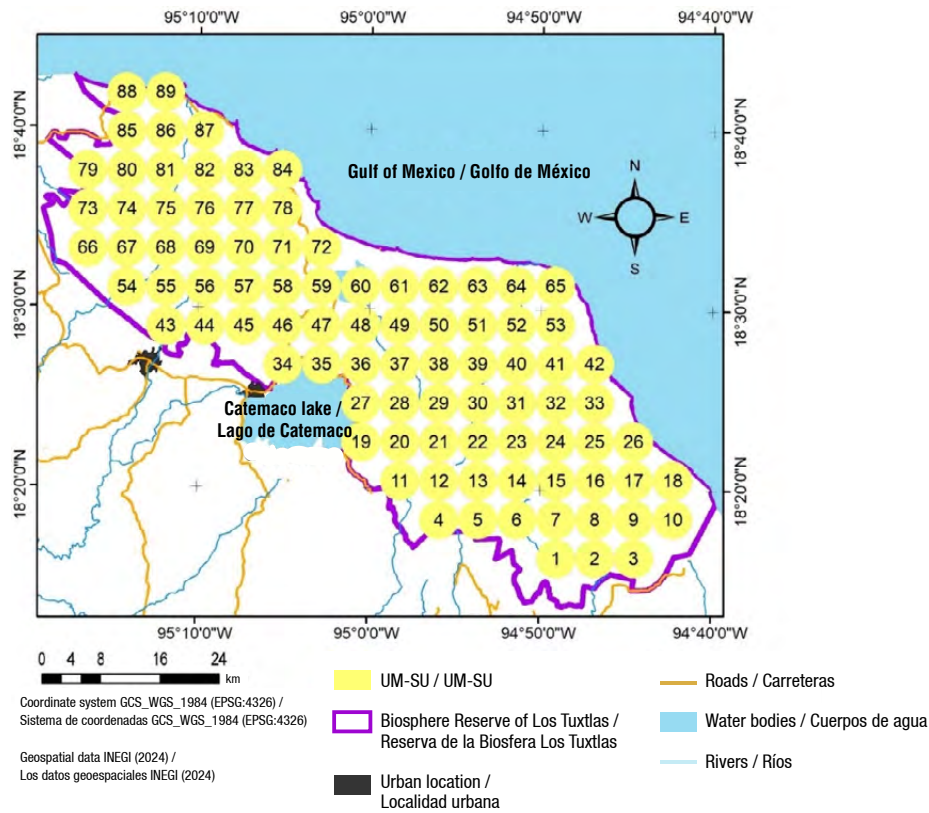 95°10'0"W 95°0'0"W 94°50'0"W 94°40'0"W
18°40'0"N
18°30'0"N
18°20'0"N
88 89
85 86 87
79 80 81 82 83 84
73 74 75 76 77 78
66 67 68 69 70 71 72
54 55 56 57 58 59 60 61 62 63 64 65
43 44 45 46 47 48 49 50 51 52 53
34 35 36 37 38 39 40 41 42
27 28 29 30 31 32 33
19 20 21 22 23 24 25 26
11 12 13 14 15 16 17 18
4 5 6 7 8 9 10
1 2 3
Gulf of Mexico / Golfo de México
N
W E
S
Catemaco lake /
Lago de Catemaco
18°40'0"N
18°30'0"N
18°20'0"N
95°10'0"W 95°0'0"W 94°50'0"W 94°40'0"W
0 4 8 16 24
km
Coordinate system GCS_WGS_1984 (EPSG:4326) /
Sistema de coordenadas GCS_WGS_1984 (EPSG:4326)
Geospatial data INEGI (2024) /
Los datos geoespaciales INEGI (2024)
UM-SU / UM-SU
Biosphere Reserve of Los Tuxtlas /
Reserva de la Biosfera Los Tuxtlas
Urban location /
Localidad urbana
Roads / Carreteras
Water bodies / Cuerpos de agua
Rivers / Ríos